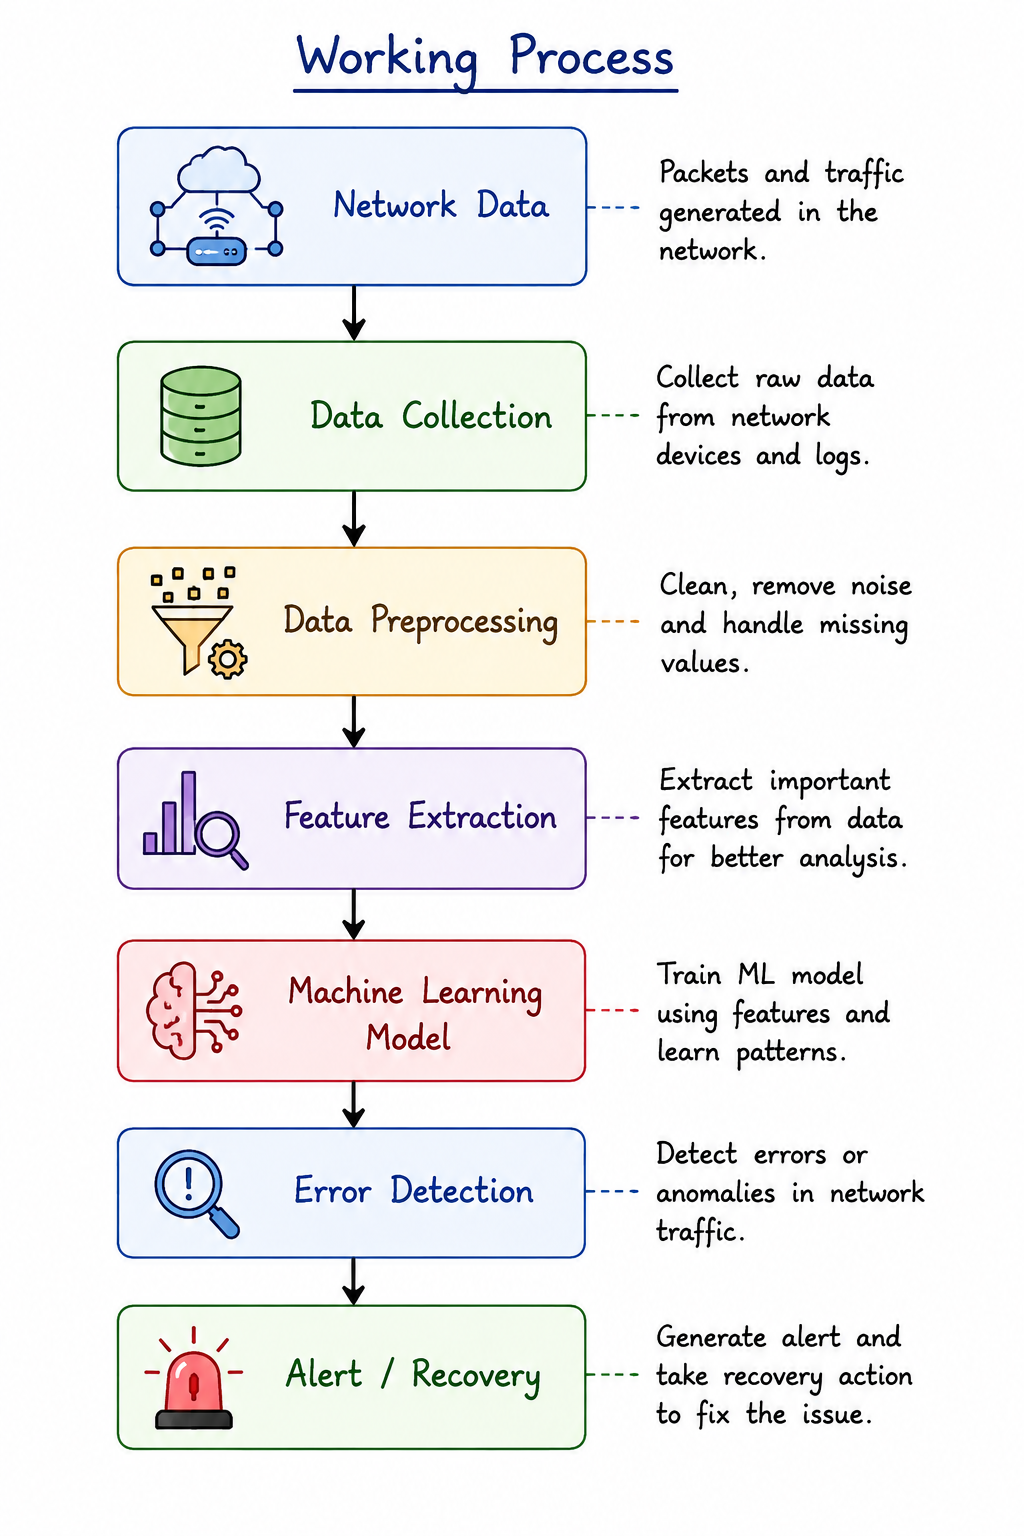 Working Process
Network Data
Packets and traffic
generated in the
network.
Data Collection
Collect raw data
from network
devices and logs.
Data Preprocessing
Clean, remove noise
and handle missing
values.
Feature Extraction
Extract important
features from data
for better analysis.
Machine Learning
Model
Train ML model
using features and
learn patterns.
Error Detection
Detect errors or
anomalies in network
traffic.
Alert / Recovery
Generate alert and
take recovery action
to fix the issue.